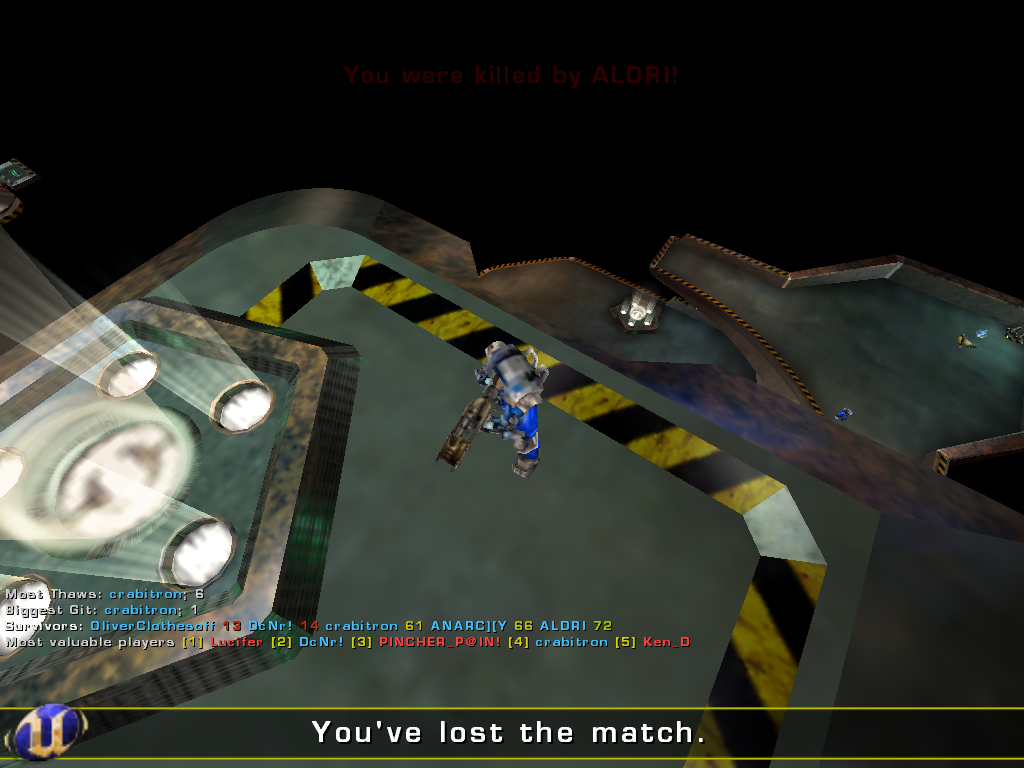 You were killed by ALDRI!
Most Thaws: crabitron; 6
Biggest Git: crabitron; 1
Survivors: OliverClothesoff 13 DcNr! 14 crabitron 61 ANARC][Y 66 ALDRI 72
Most valuable players [1] Lucifer [2] DcNr! [3] PINCHER_P@IN! [4] crabitron [5] Ken_D
You've lost the match.